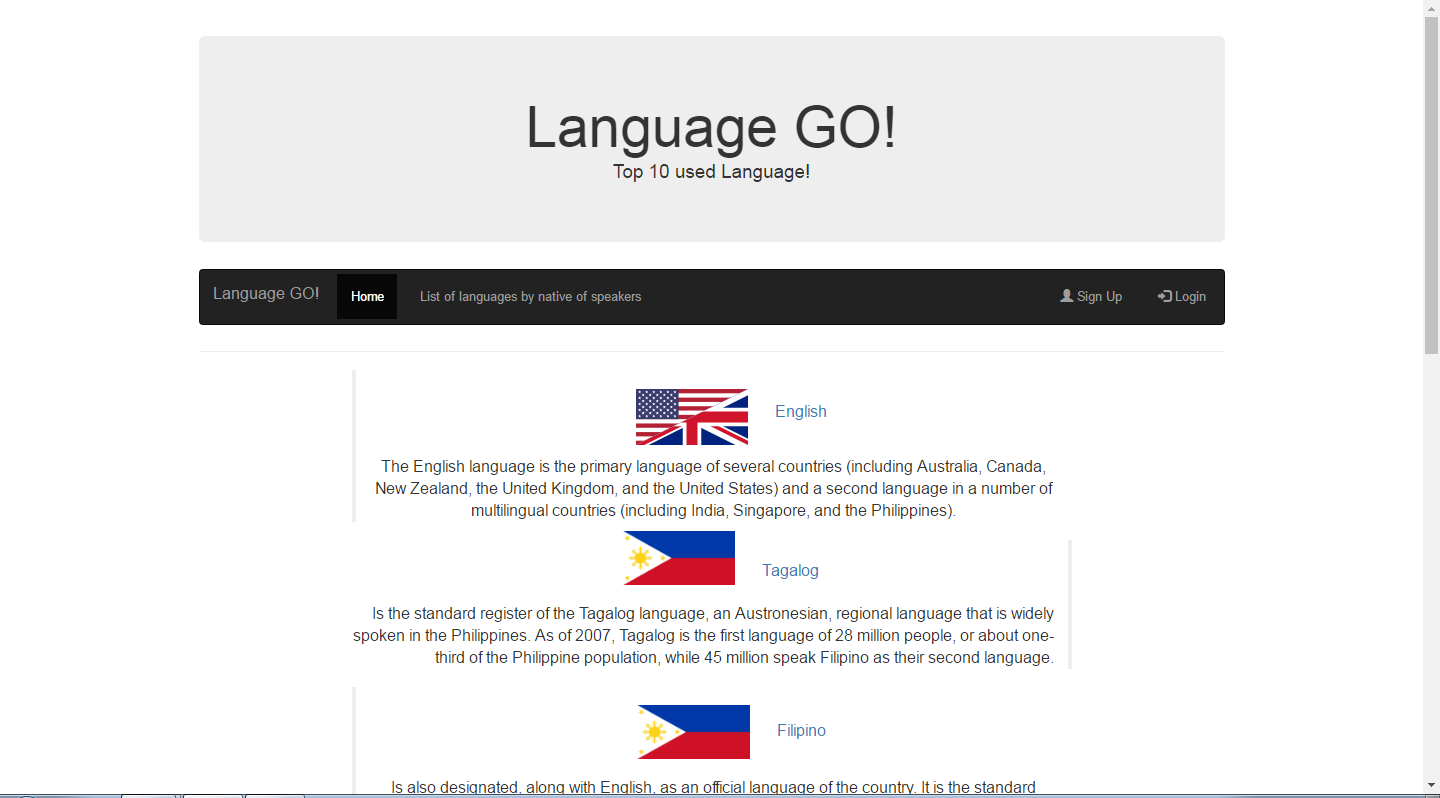 Language GO!
Top 10 used Language!
Language GO! Home List of languages by native of speakers Sign Up Login
English
The English language is the primary language of several countries (including Australia, Canada,
New Zealand, the United Kingdom, and the United States) and a second language in a number of
multilingual countries (including India, Singapore, and the Philippines).
Tagalog
Is the standard register of the Tagalog language, an Austronesian, regional language that is widely
spoken in the Philippines. As of 2007, Tagalog is the first language of 28 million people, or about one-
third of the Philippine population, while 45 million speak Filipino as their second language.
Filipino
Is also designated, along with English, as an official language of the country. It is the standard